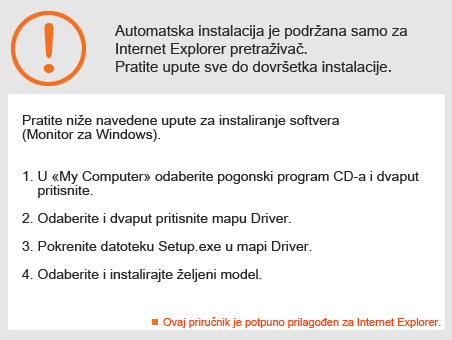 Automatska instalacija je podržana samo za
Internet Explorer pretraživač.
Pratite upute sve do dovršetka instalacije.
Pratite niže navedene upute za instaliranje softvera
(Monitor za Windows).
1. U «My Computer» odaberite pogonski program CD-a i dvaput
pritisnite.
2. Odaberite i dvaput pritisnite mapu Driver.
3. Pokrenite datoteku Setup.exe u mapi Driver.
4. Odaberite i instalirajte željeni model.
Ovaj priručnik je potpuno prilagođen za Internet Explorer.